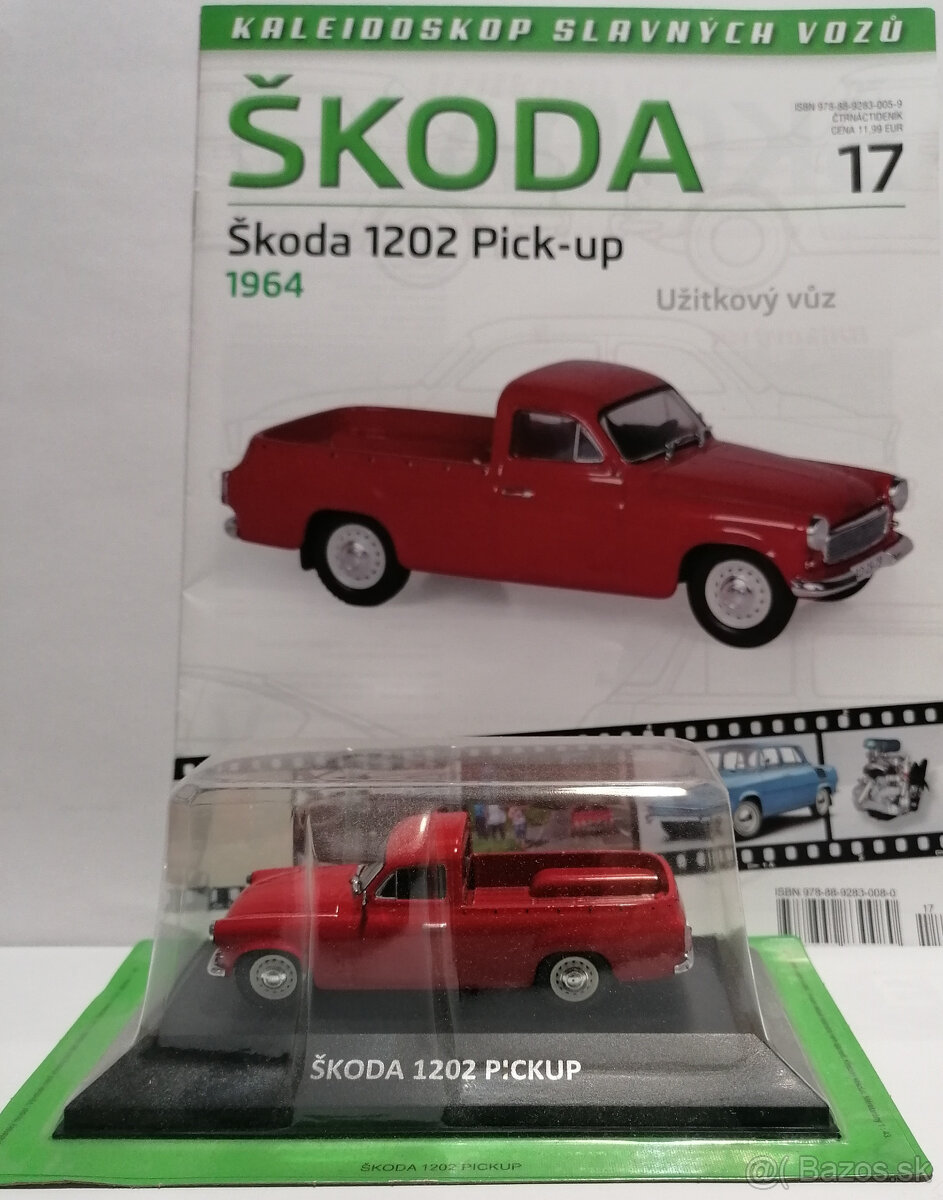 KALEIDOSKOP SLAVNÝCH VOZŮ
ŠKODA
ISBN 978-88-9283-005-9
ČTRNÁCTIDENÍK
CENA 11,99 EUR
17
Škoda 1202 Pick-up
1964
Užitkový vůz
ISBN 978-88-9283-008-0
17
ŠKODA 1202 PICKUP
ŠKODA 1202 PICKUP
Bazos.sk